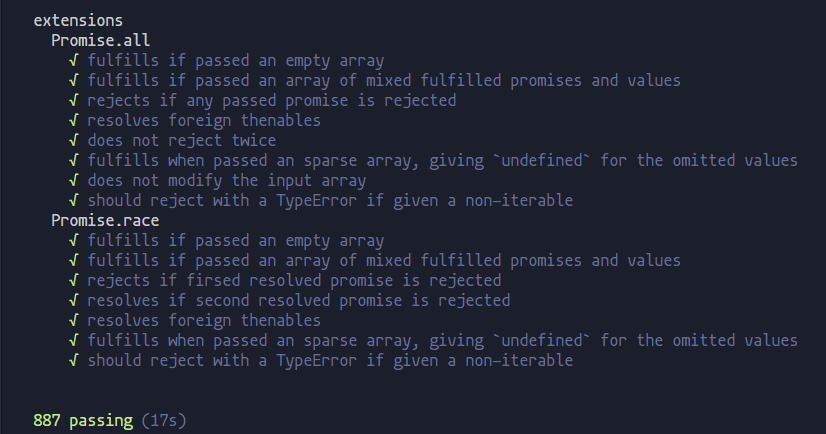 extensions
Promise.all
√ fulfills if passed an empty array
√ fulfills if passed an array of mixed fulfilled promises and values
√ rejects if any passed promise is rejected
√ resolves foreign thenables
√ does not reject twice
√ fulfills when passed an sparse array, giving `undefined` for the omitted values
√ does not modify the input array
√ should reject with a TypeError if given a non-iterable
Promise.race
√ fulfills if passed an empty array
√ fulfills if passed an array of mixed fulfilled promises and values
√ rejects if firsed resolved promise is rejected
√ resolves if second resolved promise is rejected
√ resolves foreign thenables
√ fulfills when passed an sparse array, giving `undefined` for the omitted values
√ should reject with a TypeError if given a non-iterable
887 passing (17s)